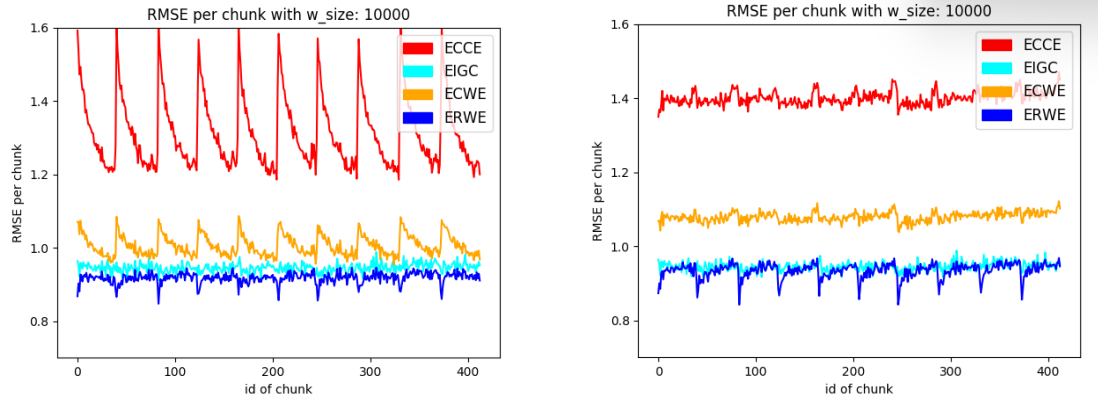 RMSE per chunk with w_size: 10000
1.6
1.4
1.2
1.0
0.8
RMSE per chunk
0
100
200
300
400
id of chunk
ECCE
EIGC
ECWE
ERWE
RMSE per chunk with w_size: 10000
1.6
1.4
1.2
1.0
0.8
RMSE per chunk
0
100
200
300
400
id of chunk
ECCE
EIGC
ECWE
ERWE